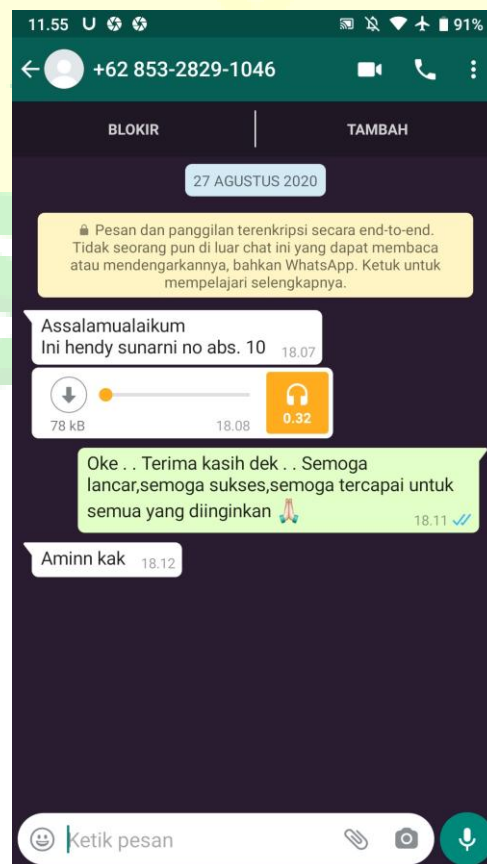 11.55 U 91%
+62 853-2829-1046
BLOKIR TAMBAH
27 AGUSTUS 2020
Pesan dan panggilan terenkripsi secara end-to-end.
Tidak seorang pun di luar chat ini yang dapat membaca
atau mendengarkannya, bahkan WhatsApp. Ketuk untuk
mempelajari selengkapnya.
Assalamualaikum
Ini hendy sunarni no abs. 10 18.07
0.32
78 kB 18.08
Oke . . Terima kasih dek . . Semoga
lancar,semoga sukses,semoga tercapai untuk
semua yang diinginkan 🙏🏻
18.11
Aminn kak 18.12
Ketik pesan